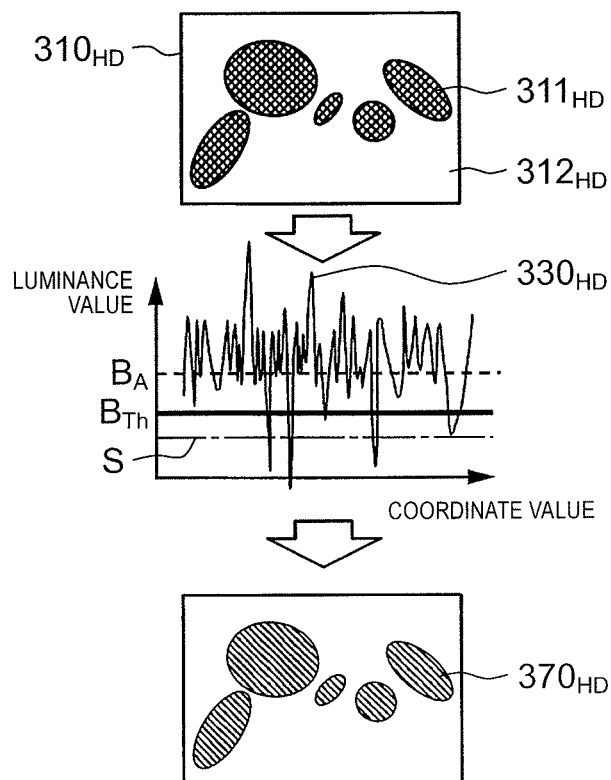 310HD
311HD
312HD
330HD
LUMINANCE
VALUE
BA
BTh
S
COORDINATE VALUE
370HD